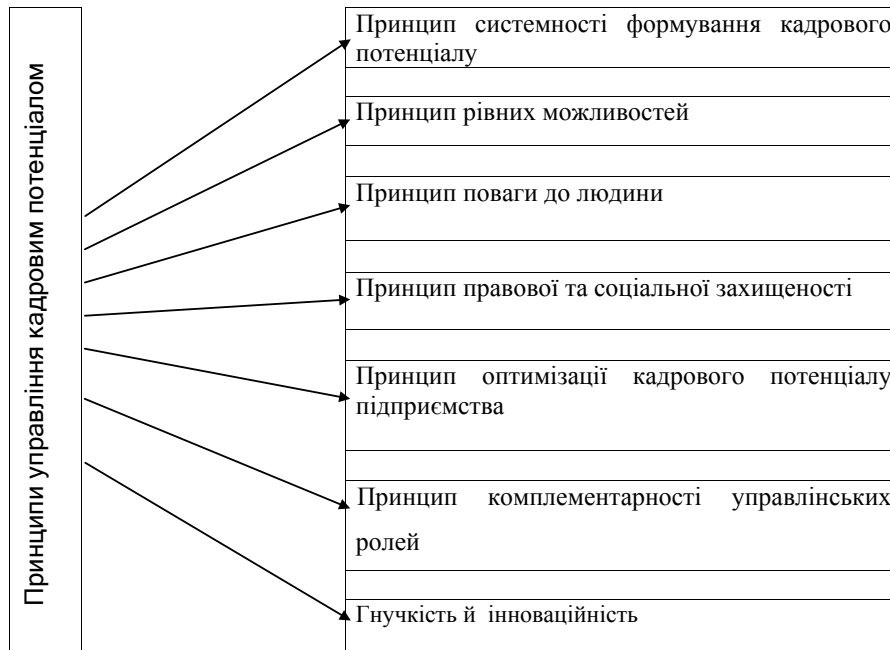 Принципи управління кадровим потенціалом
Принцип системності формування кадрового
потенціалу
Принцип рівних можливостей
Принцип поваги до людини
Принцип правової та соціальної захищеності
Принцип оптимізації кадрового потенціалу
підприємства
Принцип комплементарності управлінських
ролей
Гнучкість й інноваційність